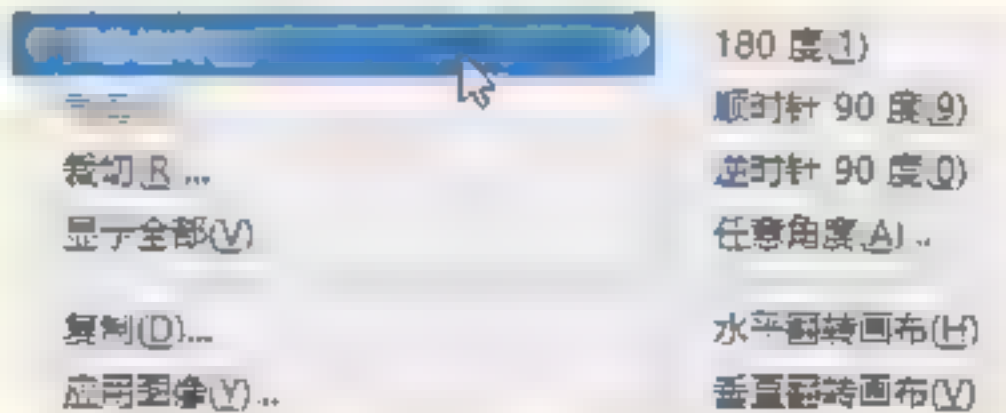 裁切(R)...
显示全部(V)
复制(D)...
应用图像(Y)...
180 度(1)
顺时针 90 度(9)
逆时针 90 度(0)
任意角度(A)...
水平翻转画布(H)
垂直翻转画布(V)